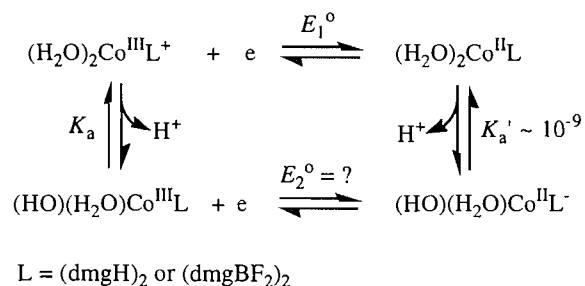 (H₂O)₂CoᴵᴵᴵL⁺ + e E₁° (H₂O)₂CoᴵᴵL
Kₐ H⁺ H⁺ Kₐ' ~ 10⁻⁹
(HO)(H₂O)CoᴵᴵᴵL + e E₂° = ? (HO)(H₂O)CoᴵᴵL⁻
L = (dmgH)₂ or (dmgBF₂)₂